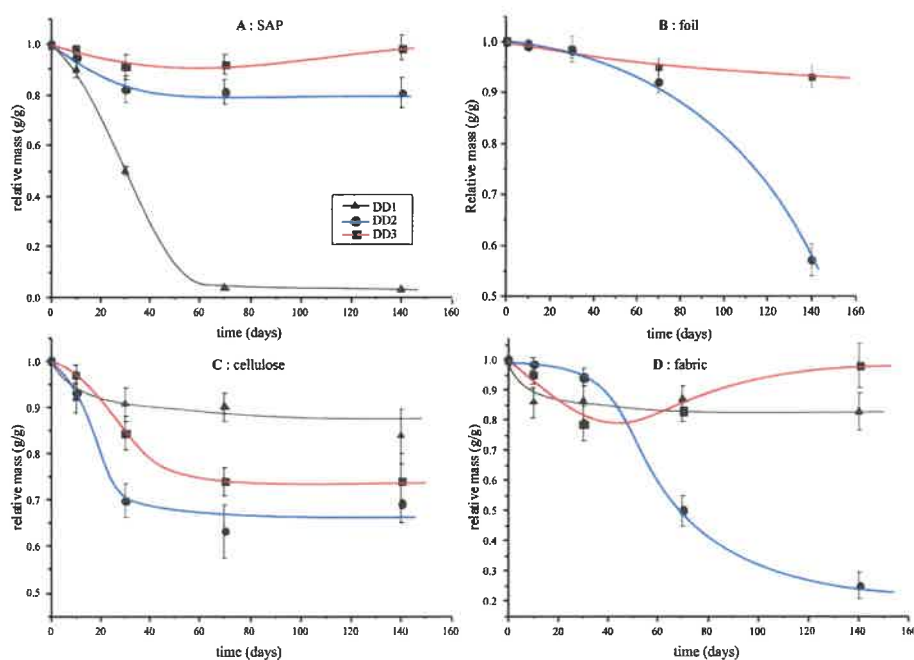 A : SAP
relative mass (g/g)
1.0
0.8
0.6
0.4
0.2
0.0
0 20 40 60 80 100 120 140 160
time (days)
DD1
DD2
DD3
B : foil
Relative mass (g/g)
1.0
0.9
0.8
0.7
0.6
0.5
0 20 40 60 80 100 120 140 160
time (days)
C : cellulose
relative mass (g/g)
1.0
0.9
0.8
0.7
0.6
0.5
0 20 40 60 80 100 120 140 160
time (days)
D : fabric
relative mass (g/g)
1.0
0.9
0.8
0.7
0.6
0.5
0.4
0.3
0.2
0 20 40 60 80 100 120 140 160
time (days)